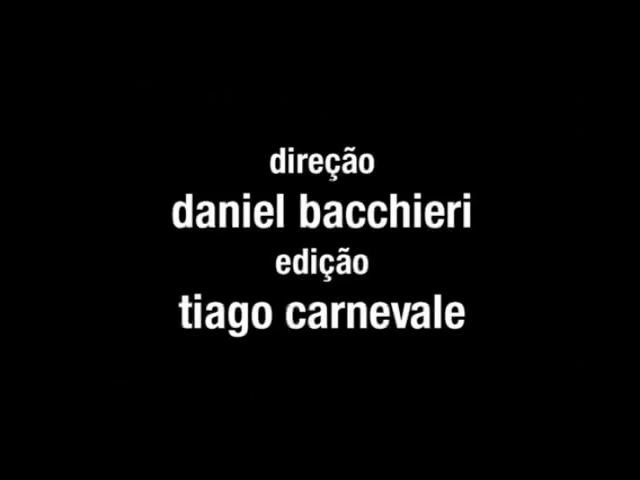 direção
daniel bacchieri
edição
tiago carnevale